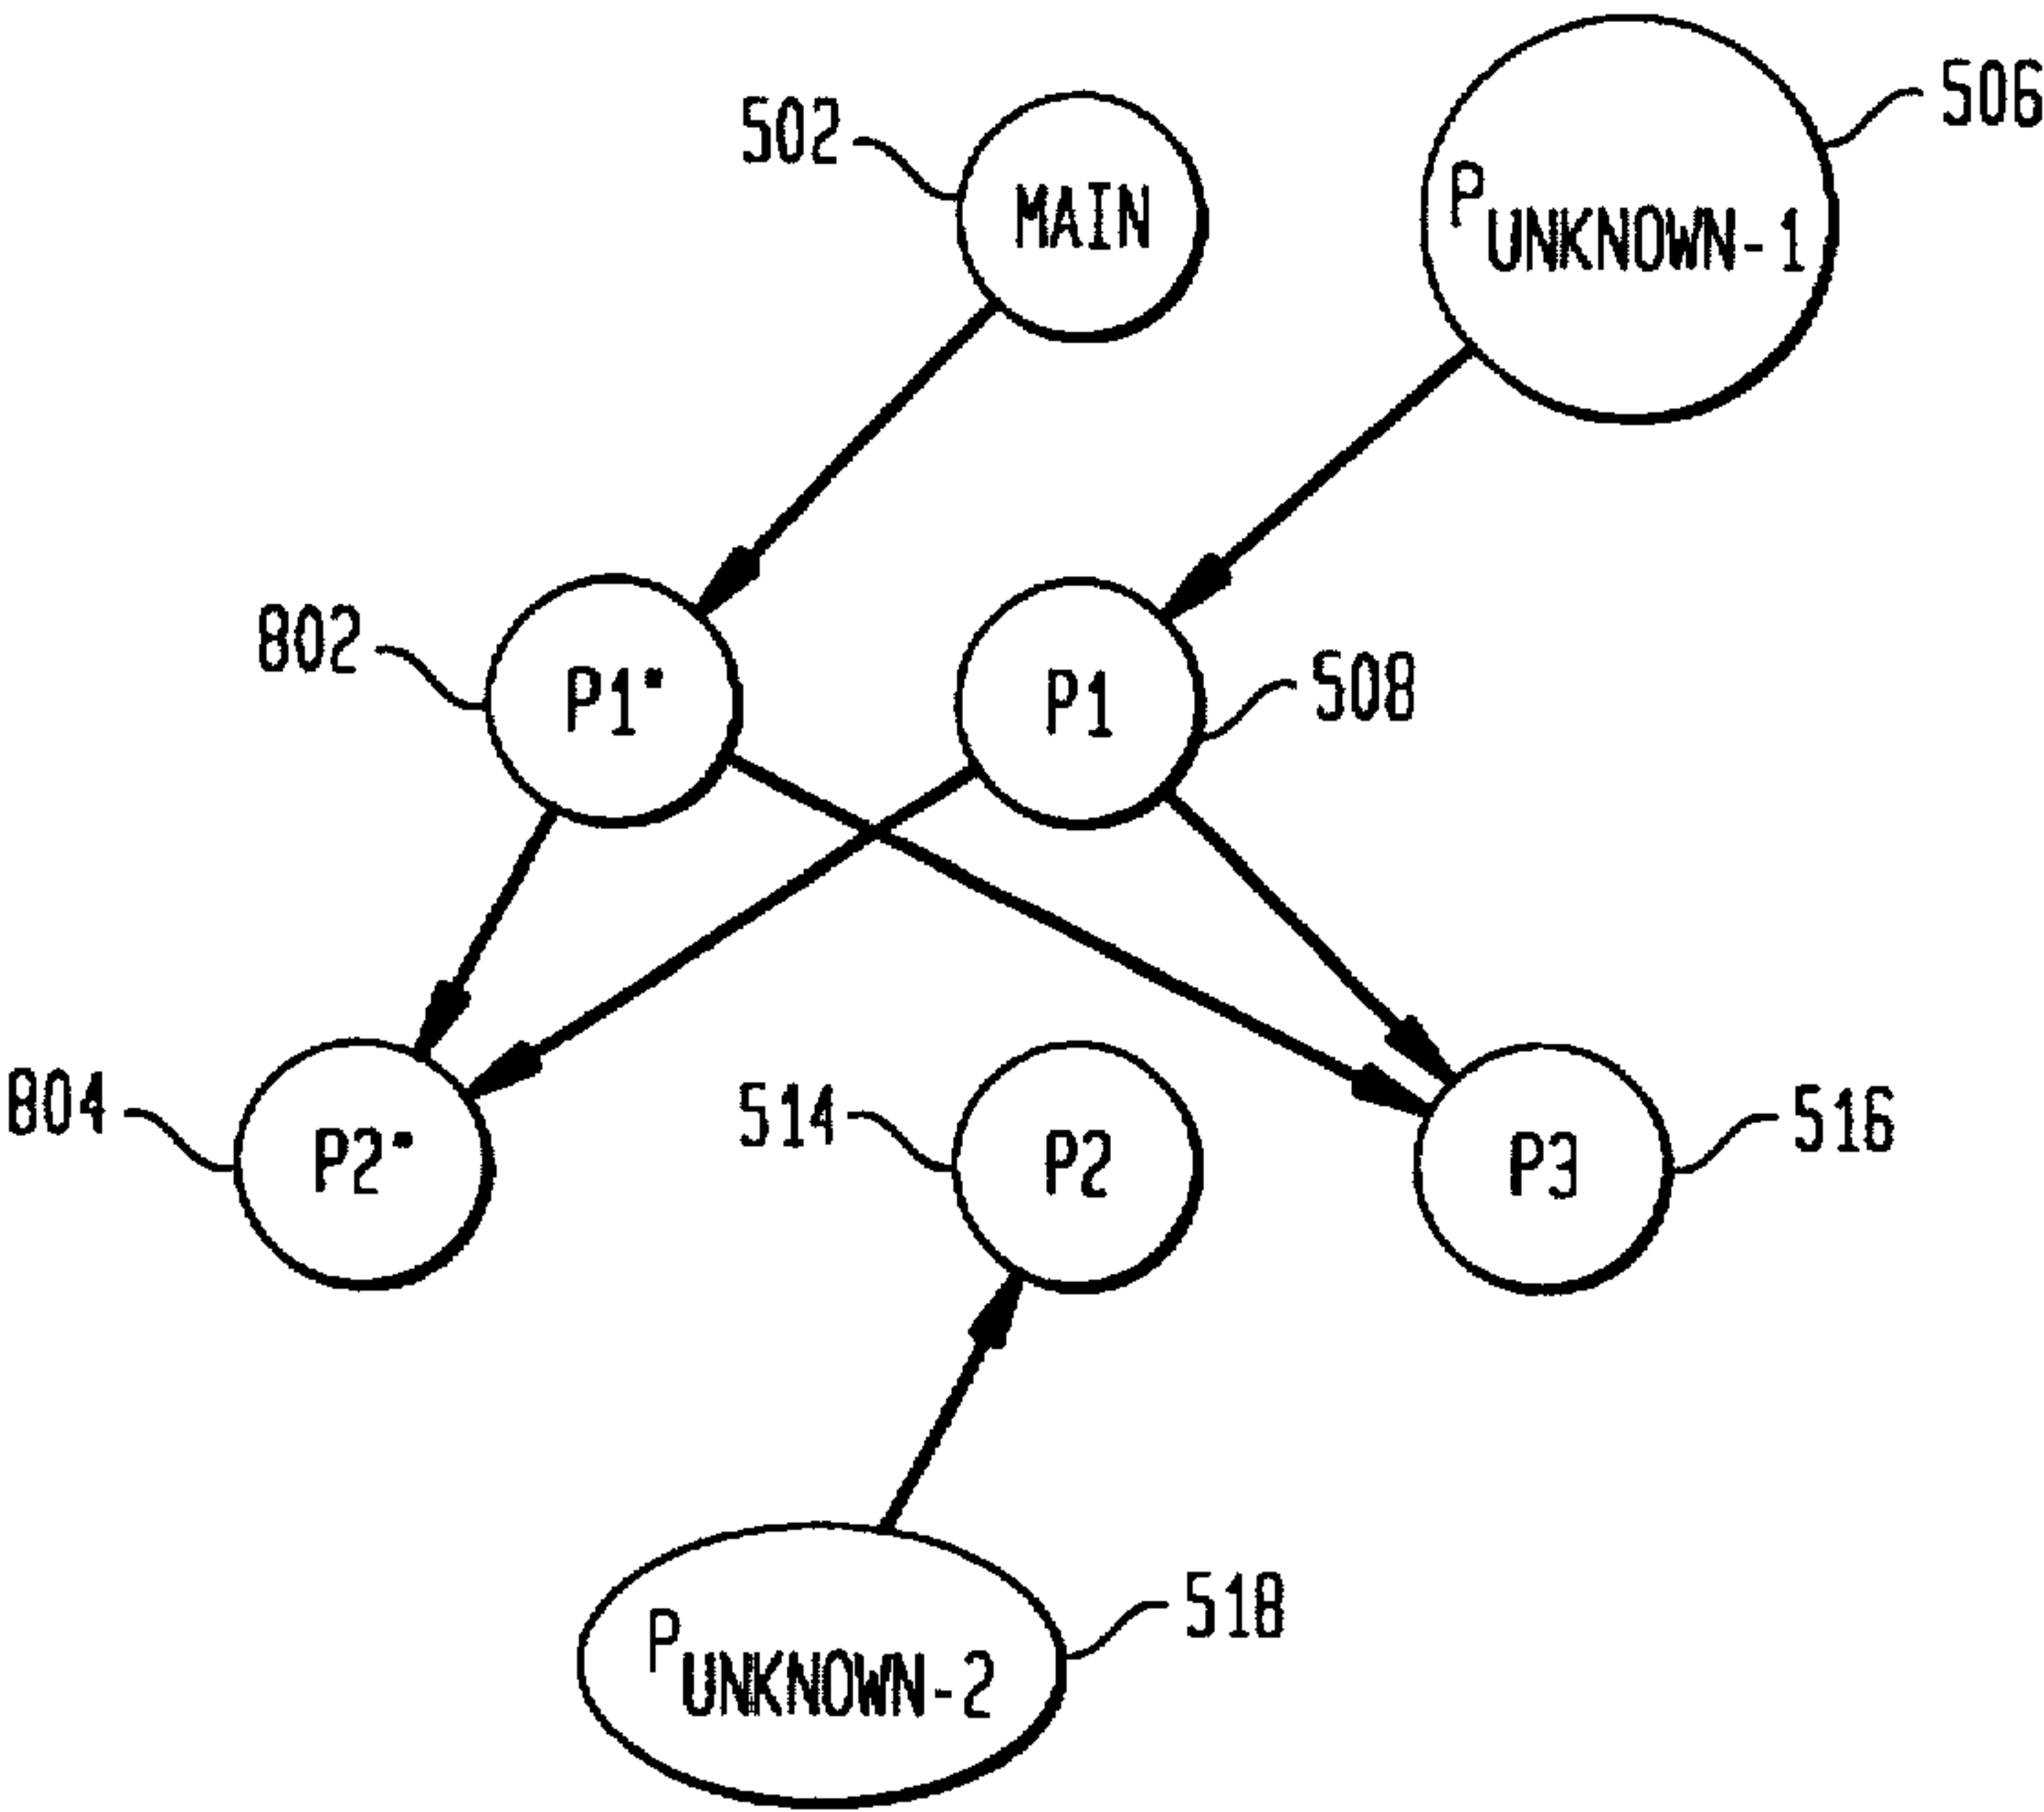 502
MAIN
506
P UNKNOWN-1
802
P1*
P1
508
804
P2*
514
P2
P3
516
P UNKNOWN-2
518